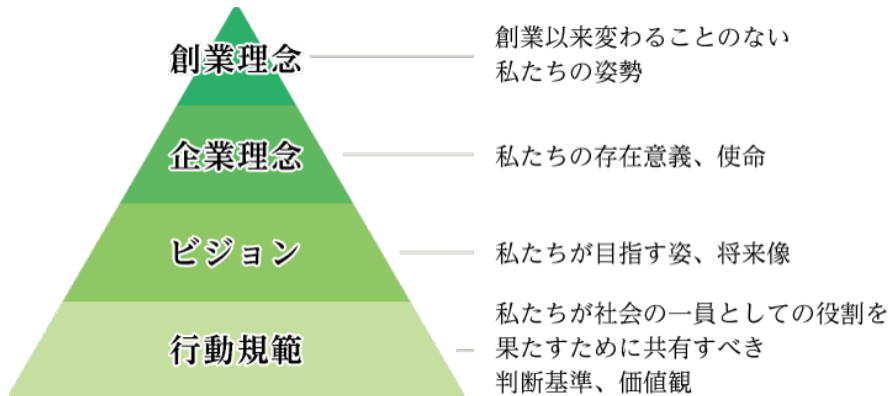 創業理念
創業以来変わることのない
私たちの姿勢
企業理念
私たちの存在意義、使命
ビジョン
私たちが目指す姿、将来像
行動規範
私たちが社会の一員としての役割を
果たすために共有すべき
判断基準、価値観